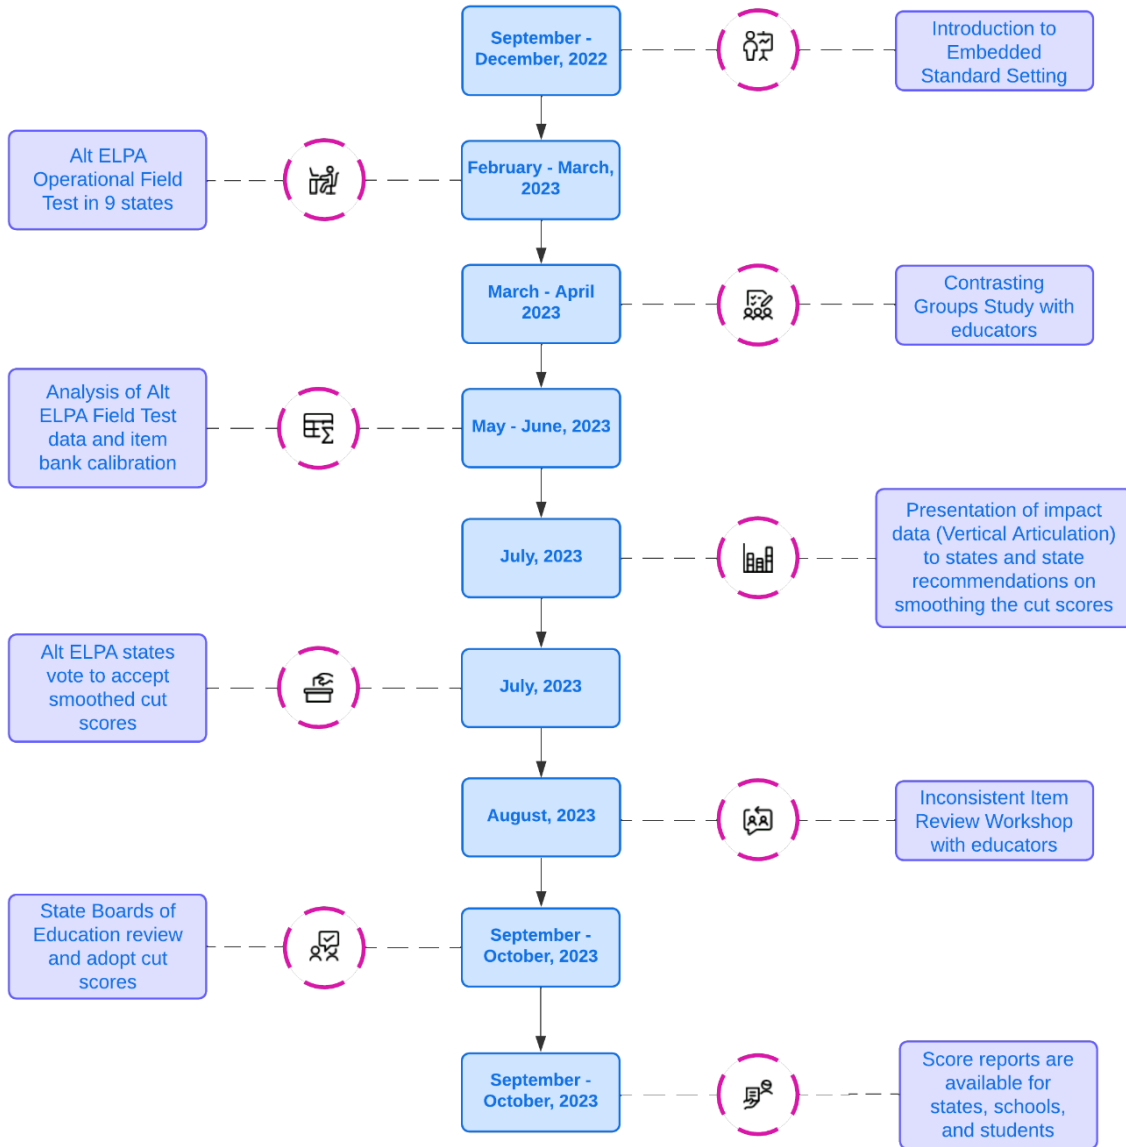 September -
December, 2022
Introduction to
Embedded
Standard Setting
Alt ELPA
Operational Field
Test in 9 states
February - March,
2023
March - April
2023
Contrasting
Groups Study with
educators
Analysis of Alt
ELPA Field Test
data and item
bank calibration
May - June, 2023
July, 2023
Presentation of impact
data (Vertical Articulation)
to states and state
recommendations on
smoothing the cut scores
Alt ELPA states
vote to accept
smoothed cut
scores
July, 2023
August, 2023
Inconsistent Item
Review Workshop
with educators
State Boards of
Education review
and adopt cut
scores
September -
October, 2023
September -
October, 2023
Score reports are
available for
states, schools,
and students